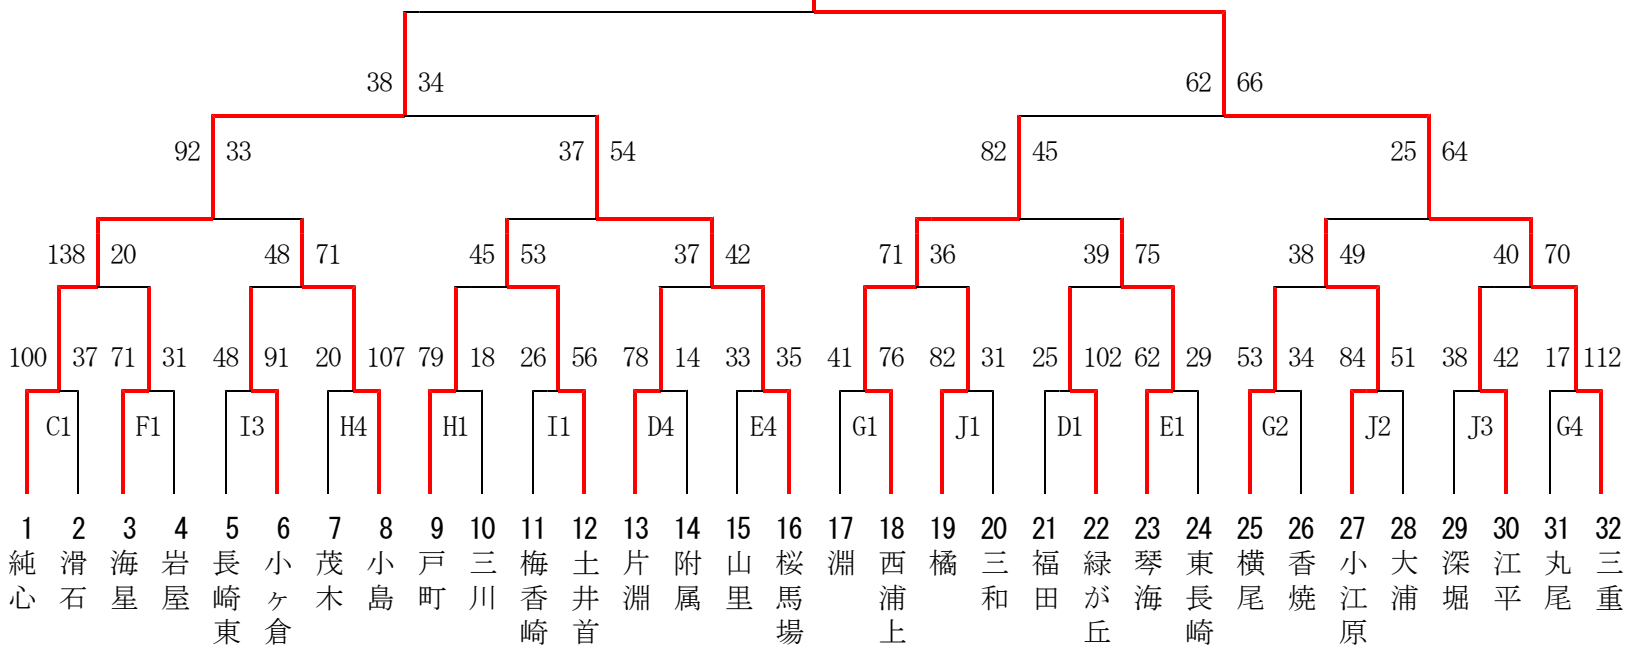 38 34 62 66
92 33 37 54 82 45 25 64
138 20 48 71 45 53 37 42 71 36 39 75 38 49 40 70
100 37 71 31 48 91 20 107 79 18 26 56 78 14 33 35 41 76 82 31 25 102 62 29 53 34 84 51 38 42 17 112
C1 F1 I3 H4 H1 I1 D4 E4 G1 J1 D1 E1 G2 J2 J3 G4
1 2 3 4 5 6 7 8 9 10 11 12 13 14 15 16 17 18 19 20 21 22 23 24 25 26 27 28 29 30 31 32
純心
滑石
海星
岩屋
長崎東
小ヶ倉
茂木
小島
戸町
三川
梅香崎
土井首
片淵
附属
山里
桜馬場
淵
西浦上
橘
三和
福田
緑が丘
琴海
東長崎
横尾
香焼
小江原
大浦
深堀
江平
丸尾
三重